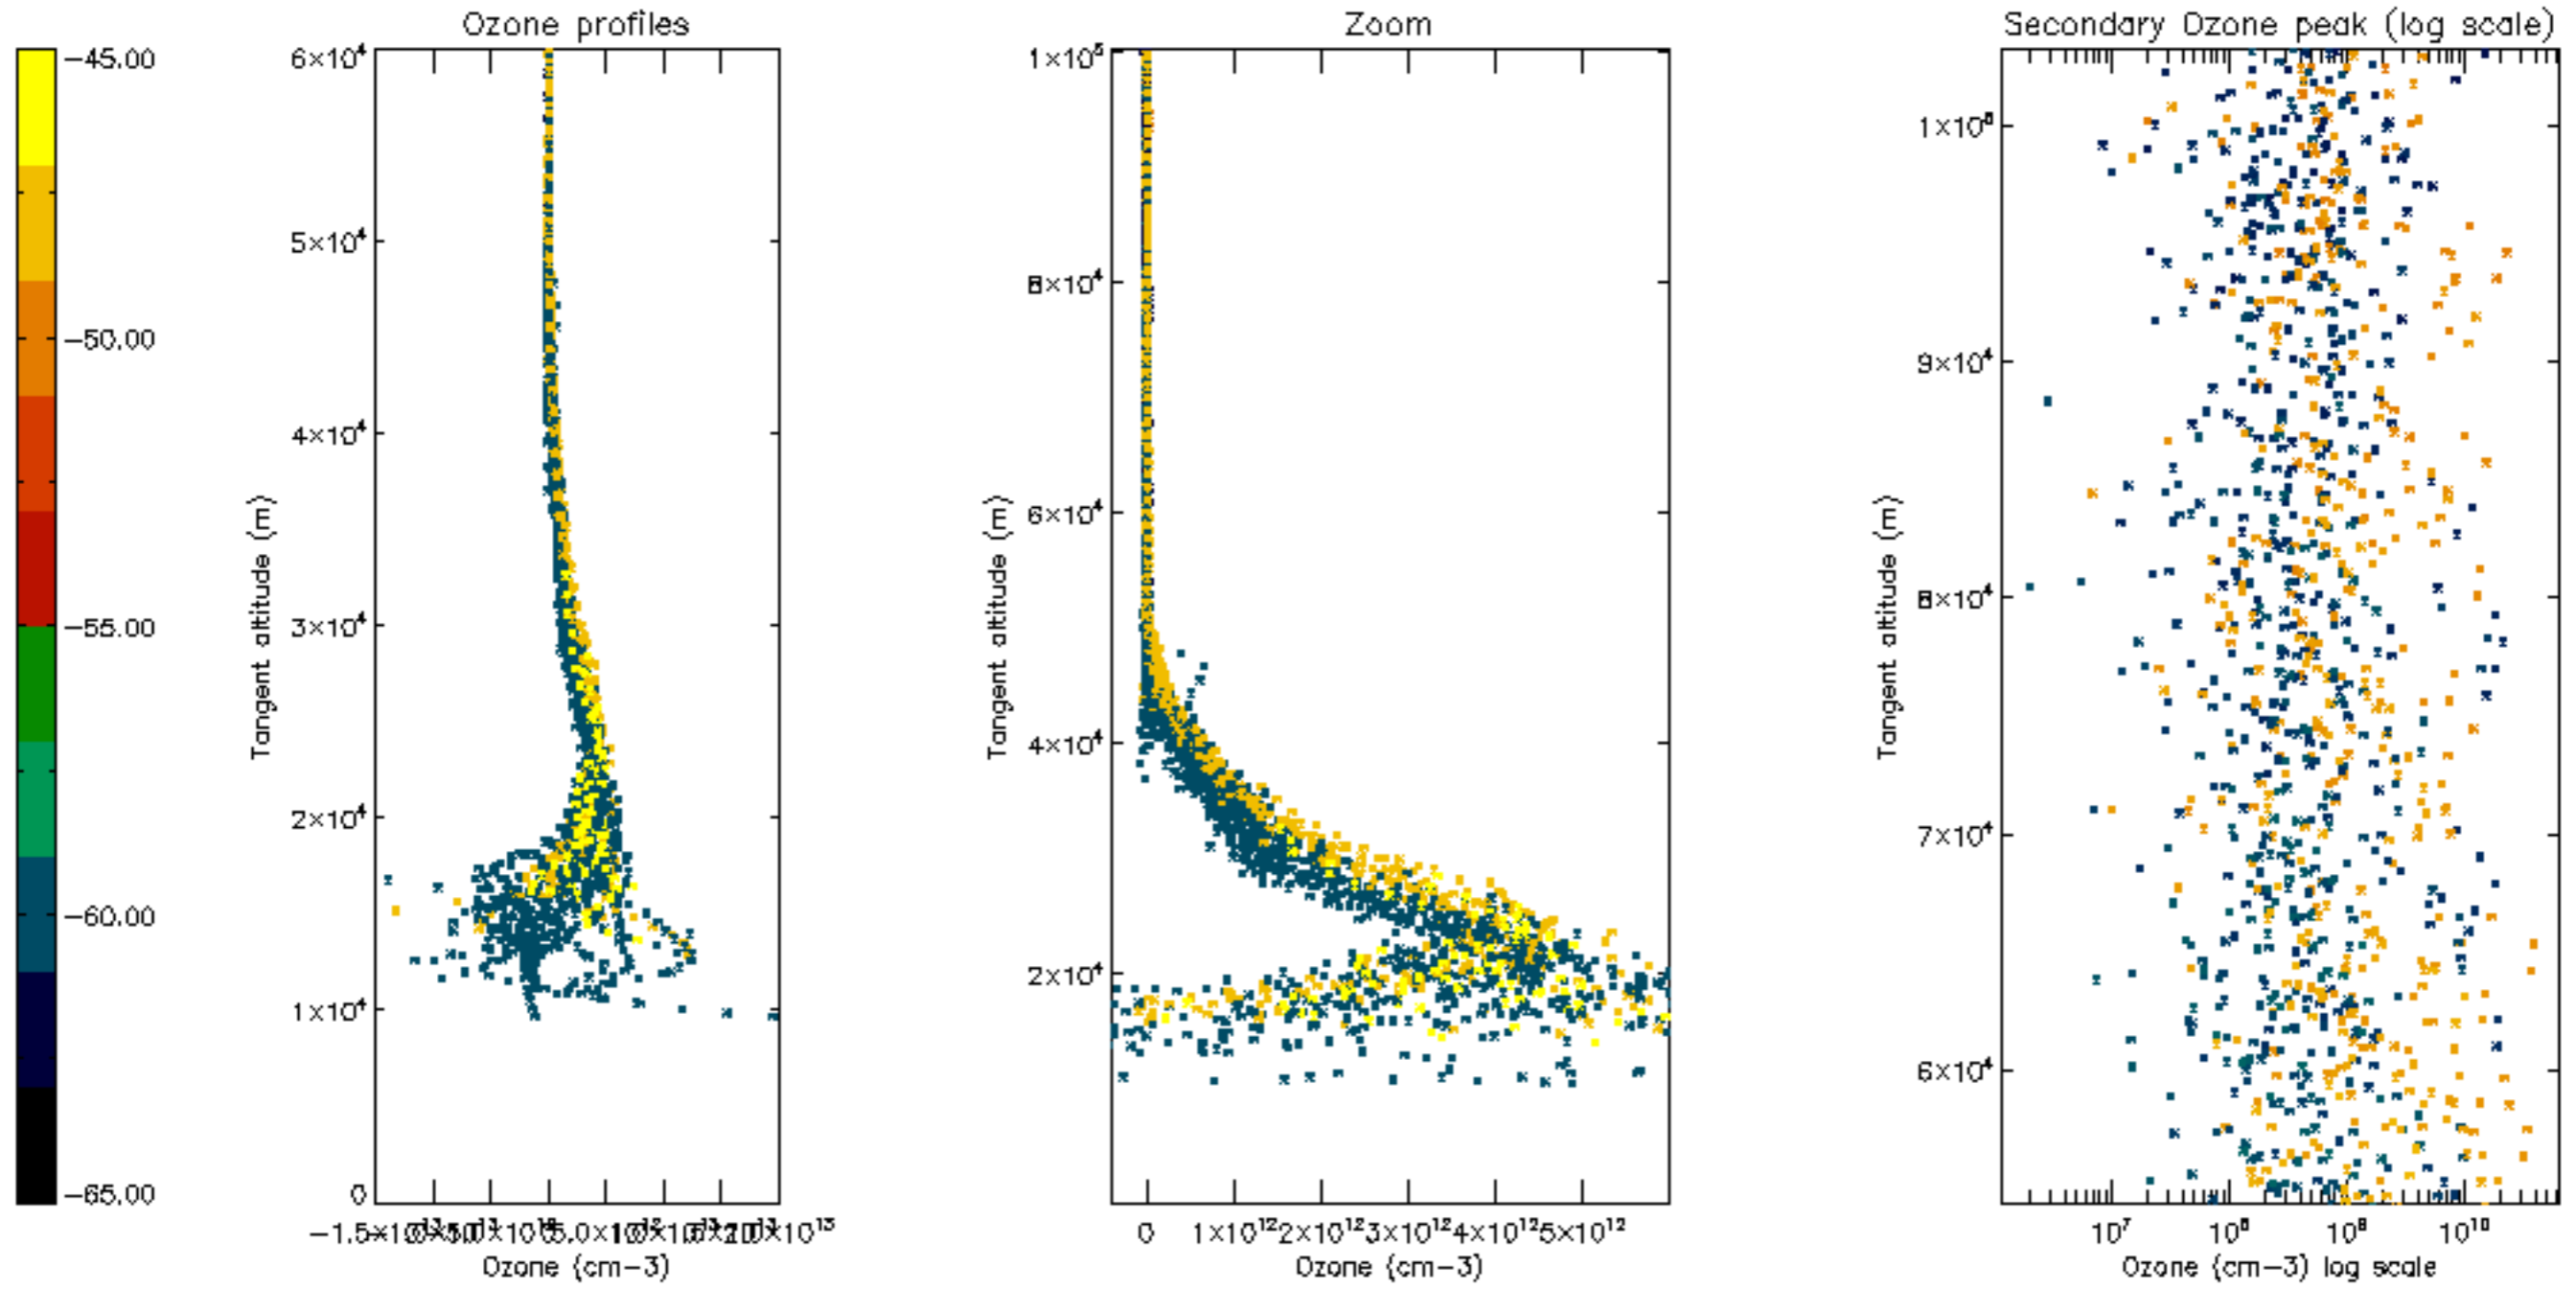 Ozone profiles
Zoom
Secondary Ozone peak (log scale)
−45.00
−50.00
−55.00
−60.00
−65.00
6×10⁴
5×10⁴
4×10⁴
3×10⁴
2×10⁴
1×10⁴
0
Tangent altitude (m)
Ozone (cm−3)
1×10⁵
8×10⁴
6×10⁴
4×10⁴
2×10⁴
Tangent altitude (m)
0 1×10¹² 2×10¹² 3×10¹² 4×10¹² 5×10¹²
Ozone (cm−3)
1×10⁵
9×10⁴
8×10⁴
7×10⁴
6×10⁴
Tangent altitude (m)
10⁷ 10⁸ 10⁹ 10¹⁰
Ozone (cm−3) log scale